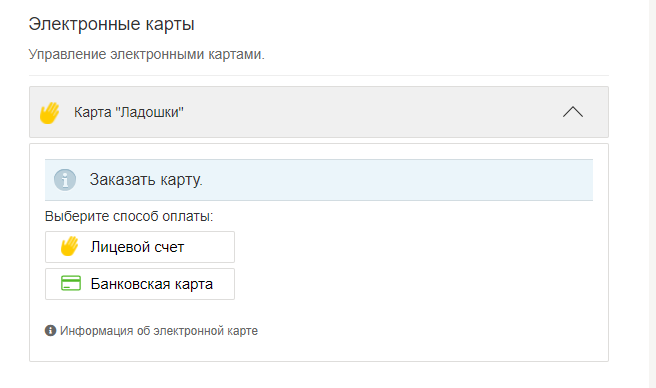 Электронные карты
Управление электронными картами.
Карта "Ладошки"
Заказать карту.
Выберите способ оплаты:
Лицевой счет
Банковская карта
Информация об электронной карте